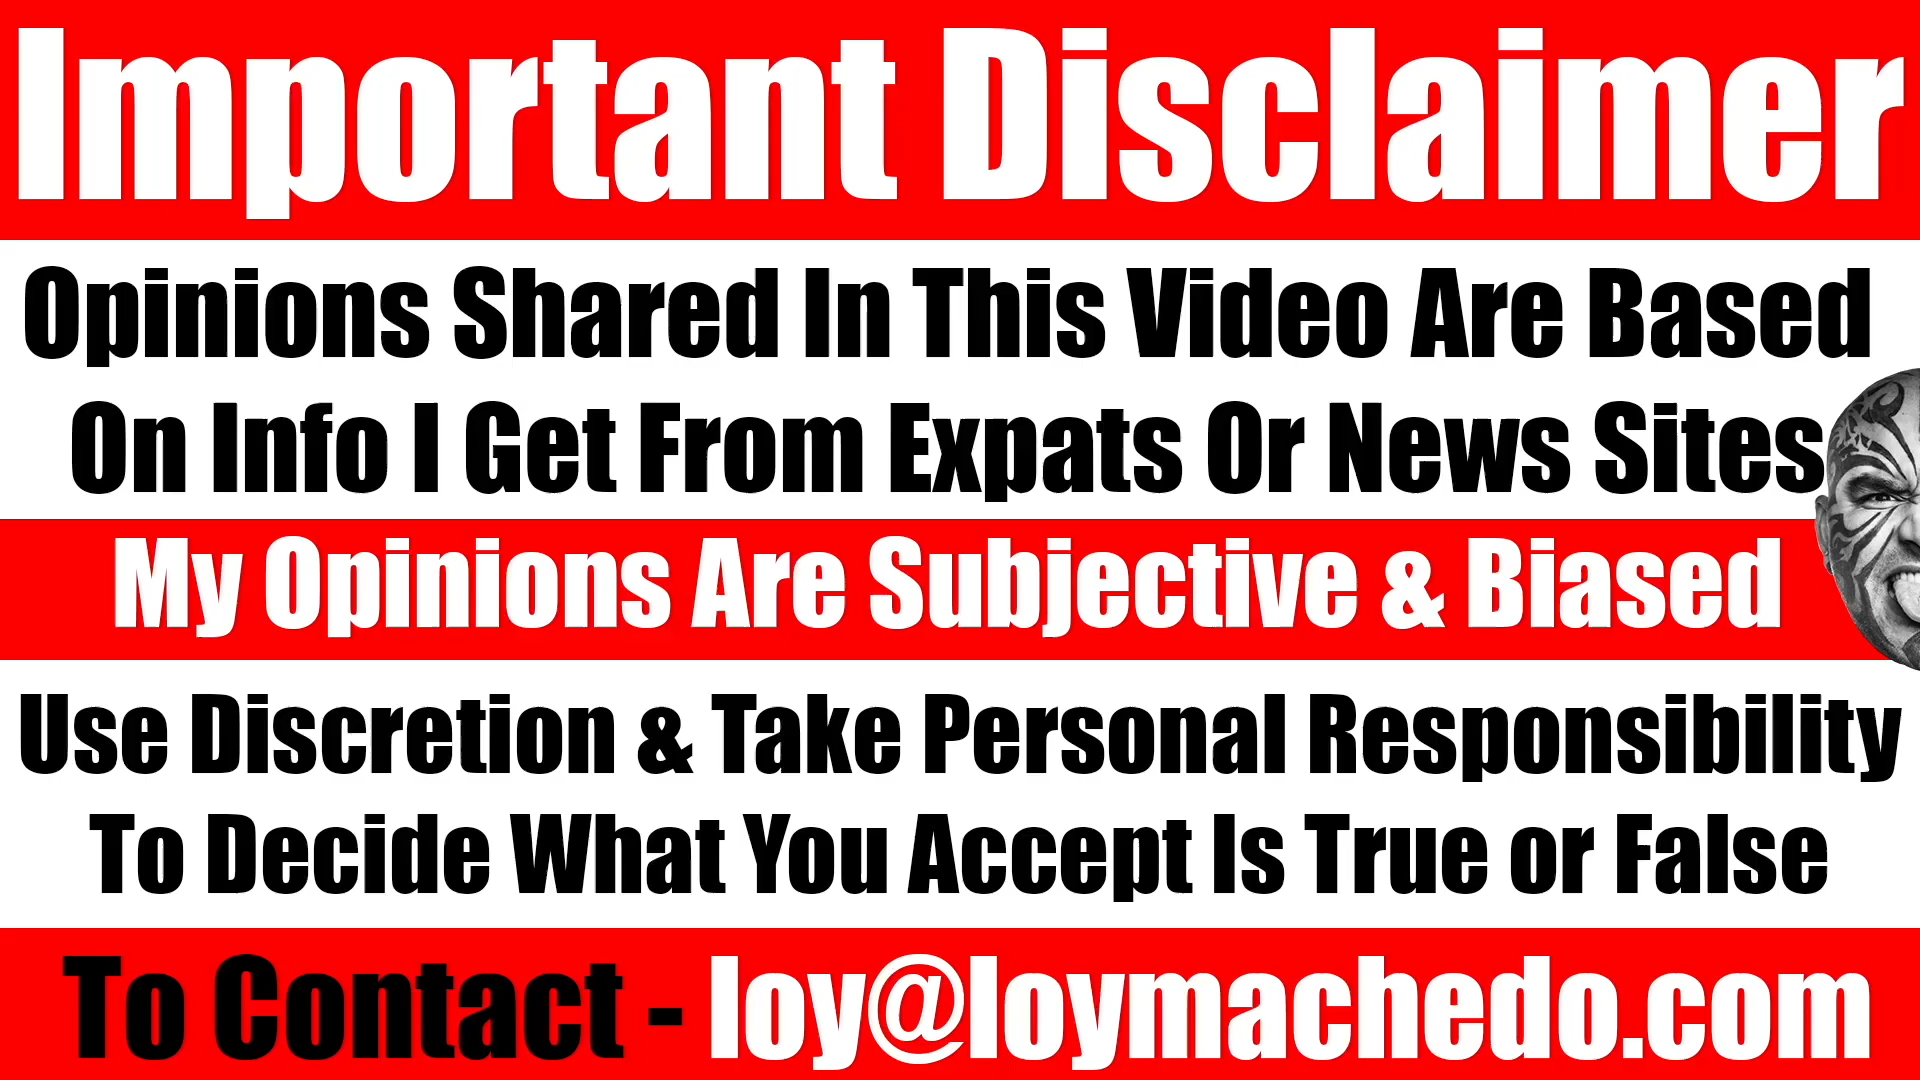 Important Disclaimer
Opinions Shared In This Video Are Based
On Info I Get From Expats Or News Sites
My Opinions Are Subjective & Biased
Use Discretion & Take Personal Responsibility
To Decide What You Accept Is True or False
To Contact - loy@loymachedo.com